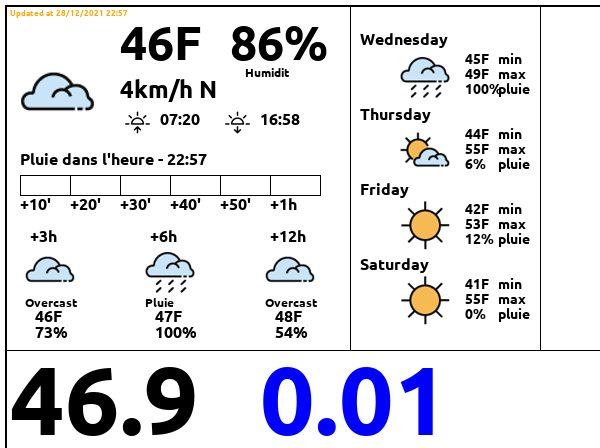 Updated at 28/12/2021 22:57
46F 86%
Humidit
4km/h N
07:20 16:58
Pluie dans l'heure - 22:57
+10' +20' +30' +40' +50' +1h
+3h +6h +12h
Overcast Pluie Overcast
46F 47F 48F
73% 100% 54%
Wednesday
45F min
49F max
100% pluie
Thursday
44F min
55F max
6% pluie
Friday
42F min
53F max
12% pluie
Saturday
41F min
55F max
0% pluie
46.9 0.01